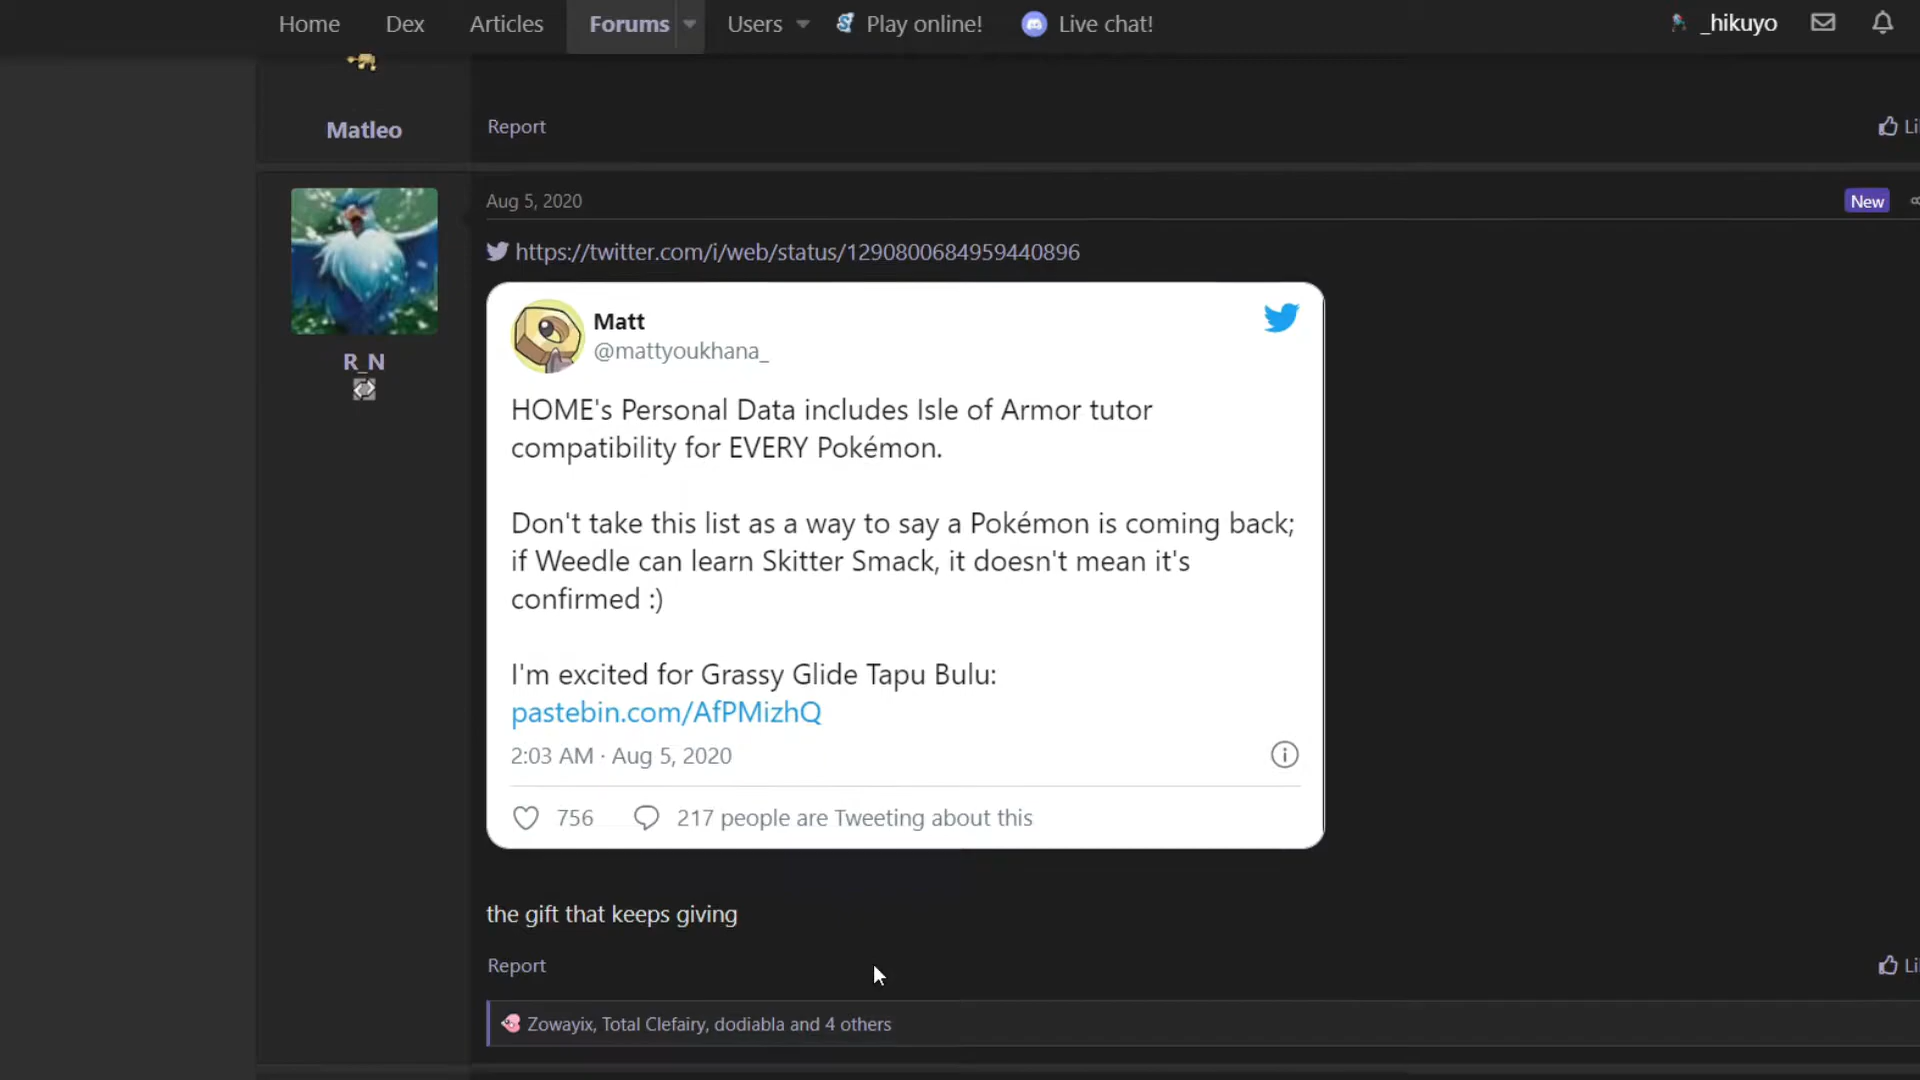 Home Dex Articles Forums Users Play online! Live chat! _hikuyo
Matleo
Report
R_N
Aug 5, 2020
New
https://twitter.com/i/web/status/1290800684959440896
Matt
@mattyoukhana_
HOME's Personal Data includes Isle of Armor tutor
compatibility for EVERY Pokémon.
Don't take this list as a way to say a Pokémon is coming back;
if Weedle can learn Skitter Smack, it doesn't mean it's
confirmed :)
I'm excited for Grassy Glide Tapu Bulu:
pastebin.com/AfPMizhQ
2:03 AM · Aug 5, 2020
756 217 people are Tweeting about this
the gift that keeps giving
Report
Zowayix, Total Clefairy, dodiabla and 4 others